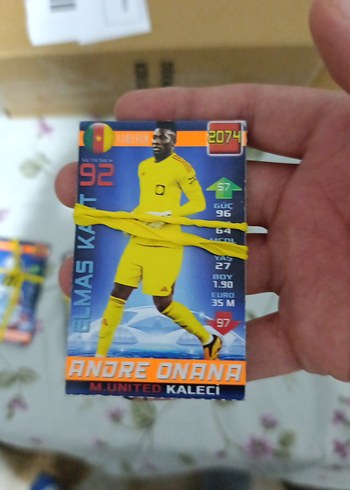 2074
92
ELMAS KART
57
GÜÇ
96
64
YAŞ
27
BOY
1.90
EURO
35 M
97
ANDRE ONANA
M.UNITED KALECİ